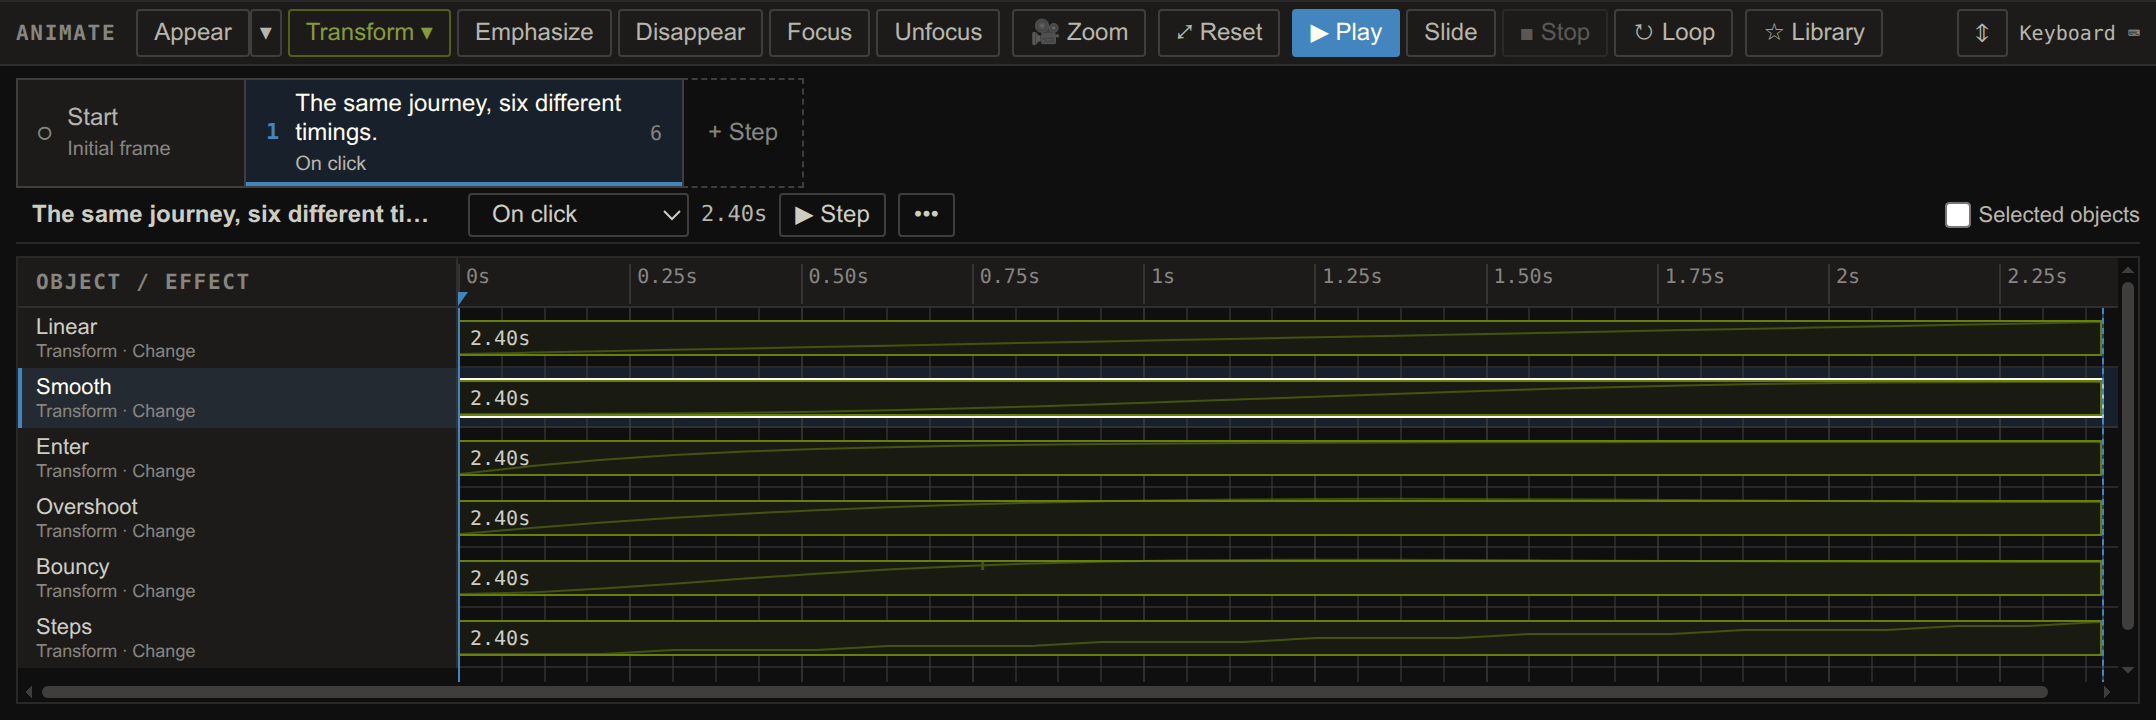 ANIMATE Appear ▾ Transform ▾ Emphasize Disappear Focus Unfocus 🎥 Zoom ⤢ Reset ▶ Play Slide ■ Stop ↻ Loop ☆ Library ⇕ Keyboard ⌨
Start
Initial frame
1 The same journey, six different
timings.
On click
6
+ Step
The same journey, six different ti… On click 2.40s ▶ Step ••• Selected objects
OBJECT / EFFECT 0s 0.25s 0.50s 0.75s 1s 1.25s 1.50s 1.75s 2s 2.25s
Linear
Transform · Change
2.40s
Smooth
Transform · Change
2.40s
Enter
Transform · Change
2.40s
Overshoot
Transform · Change
2.40s
Bouncy
Transform · Change
2.40s
Steps
Transform · Change
2.40s